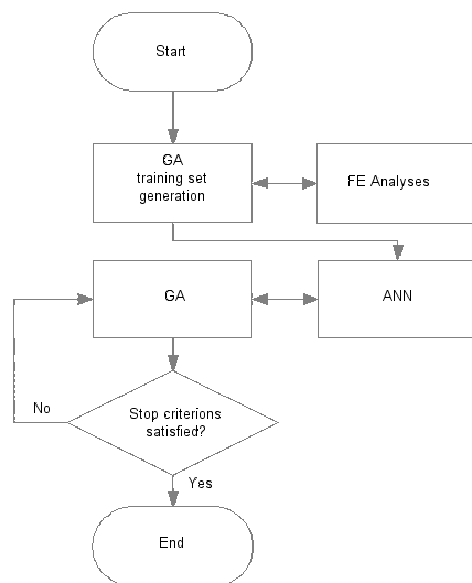 Start
GA
training set
generation
FE Analyses
GA
ANN
Stop criterions
satisfied?
No
Yes
End